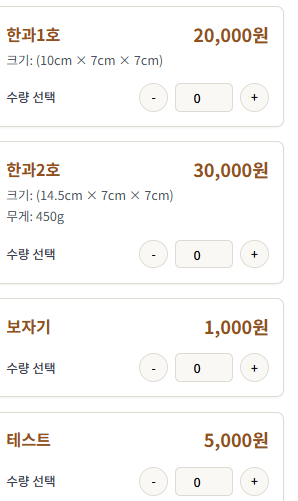 한과1호 20,000원
크기: (10cm × 7cm × 7cm)
수량 선택 - 0 +
한과2호 30,000원
크기: (14.5cm × 7cm × 7cm)
무게: 450g
수량 선택 - 0 +
보자기 1,000원
수량 선택 - 0 +
테스트 5,000원
수량 선택 - 0 +